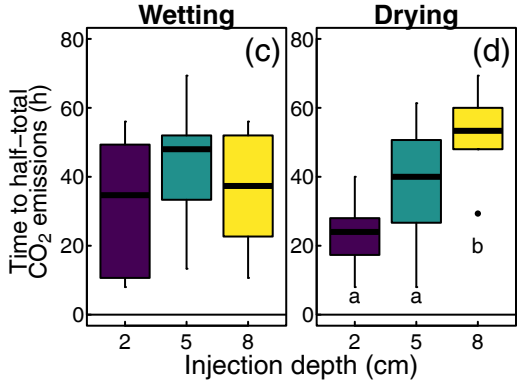 Wetting
Drying
(c)
(d)
Time to half−total
CO₂ emissions (h)
80
60
40
20
0
80
60
40
20
0
a
a
b
2 5 8
2 5 8
Injection depth (cm)